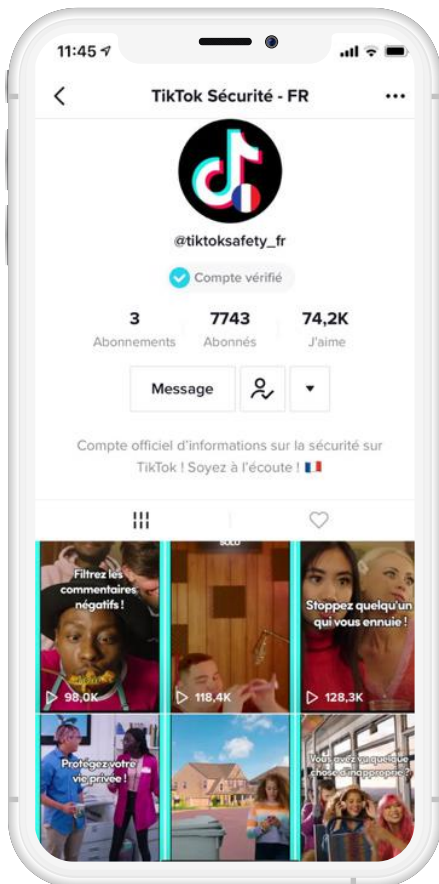 11:45
TikTok Sécurité - FR
@tiktoksafety_fr
Compte vérifié
3 7743 74,2K
Abonnements Abonnés J'aime
Message
Compte officiel d'informations sur la sécurité sur
TikTok ! Soyez à l'écoute ! 🇫🇷
Filtrez les
commentaires
négatifs !
98,0K
SOLO
118,4K
Stoppez quelqu'un
qui vous ennuie !
128,3K
Protégez votre
vie privée !
Vous avez vu quelque
chose d'inapproprié ?